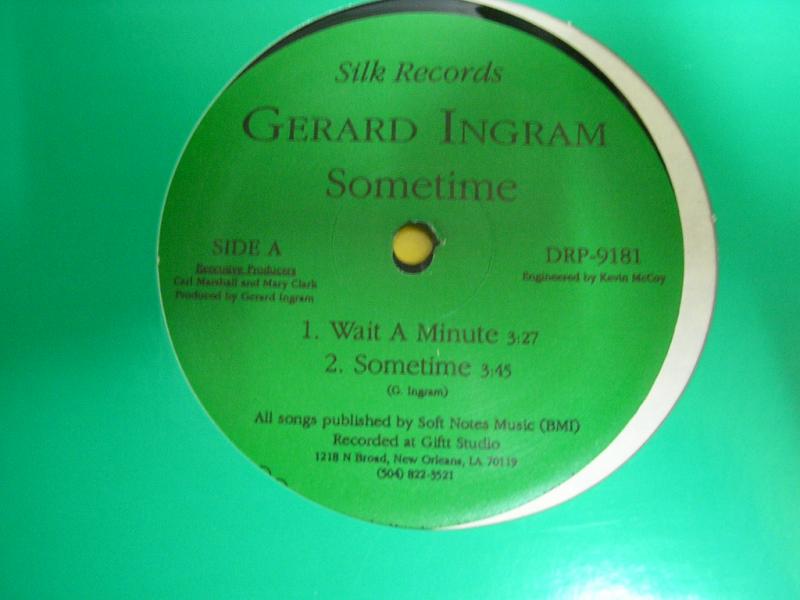 Silk Records
GERARD INGRAM
Sometime
SIDE A
Executive Producers
Carl Marshall and Mary Clark
Produced by Gerard Ingram
DRP-9181
Engineered by Kevin McCoy
1. Wait A Minute 3:27
2. Sometime 3:45
(G. Ingram)
All songs published by Soft Notes Music (BMI)
Recorded at Giftt Studio
1218 N Broad, New Orleans, LA 70119
(504) 822-3521